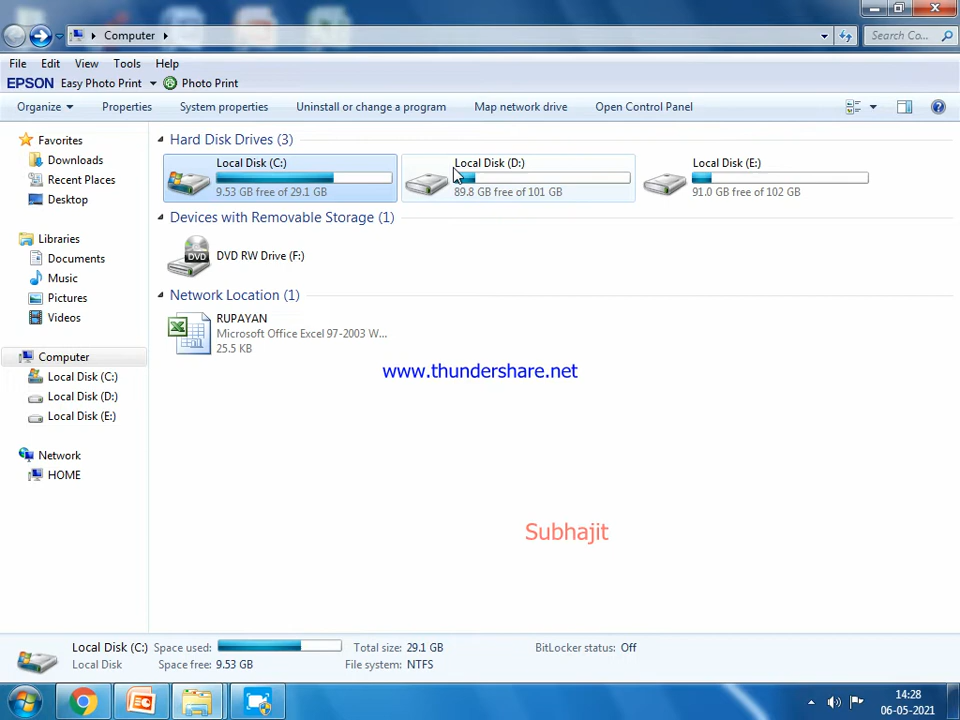 Computer
Search Co...
File Edit View Tools Help
EPSON Easy Photo Print Photo Print
Organize Properties System properties Uninstall or change a program Map network drive Open Control Panel
Favorites
Downloads
Recent Places
Desktop
Libraries
Documents
Music
Pictures
Videos
Computer
Local Disk (C:)
Local Disk (D:)
Local Disk (E:)
Network
HOME
Hard Disk Drives (3)
Local Disk (C:)
9.53 GB free of 29.1 GB
Local Disk (D:)
89.8 GB free of 101 GB
Local Disk (E:)
91.0 GB free of 102 GB
Devices with Removable Storage (1)
DVD
DVD RW Drive (F:)
Network Location (1)
RUPAYAN
Microsoft Office Excel 97-2003 W...
25.5 KB
www.thundershare.net
Subhajit
Local Disk (C:) Space used: Total size: 29.1 GB BitLocker status: Off
Local Disk Space free: 9.53 GB File system: NTFS
14:28
06-05-2021